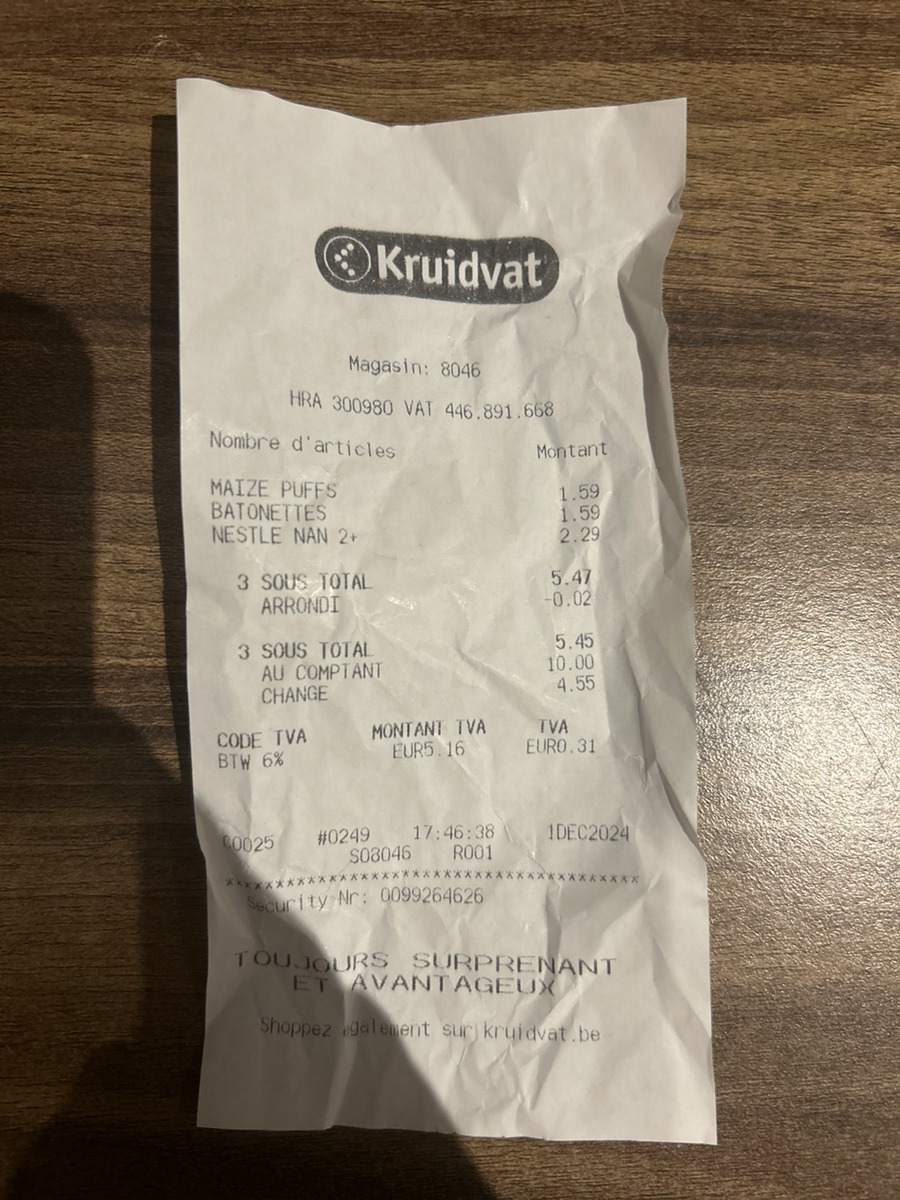 Kruidvat
Magasin: 8046
HRA 300980 VAT 446.891.668
Nombre d'articles Montant
MAIZE PUFFS 1.59
BATONETTES 1.59
NESTLE NAN 2+ 2.29
3 SOUS TOTAL 5.47
ARRONDI -0.02
3 SOUS TOTAL 5.45
AU COMPTANT 10.00
CHANGE 4.55
CODE TVA MONTANT TVA TVA
BTW 6% EUR5.16 EUR0.31
C0025 #0249 17:46:38 1DEC2024
S08046 R001
****************************************
Security Nr: 0099264626
TOUJOURS SURPRENANT
ET AVANTAGEUX
Shoppez egalement sur kruidvat.be